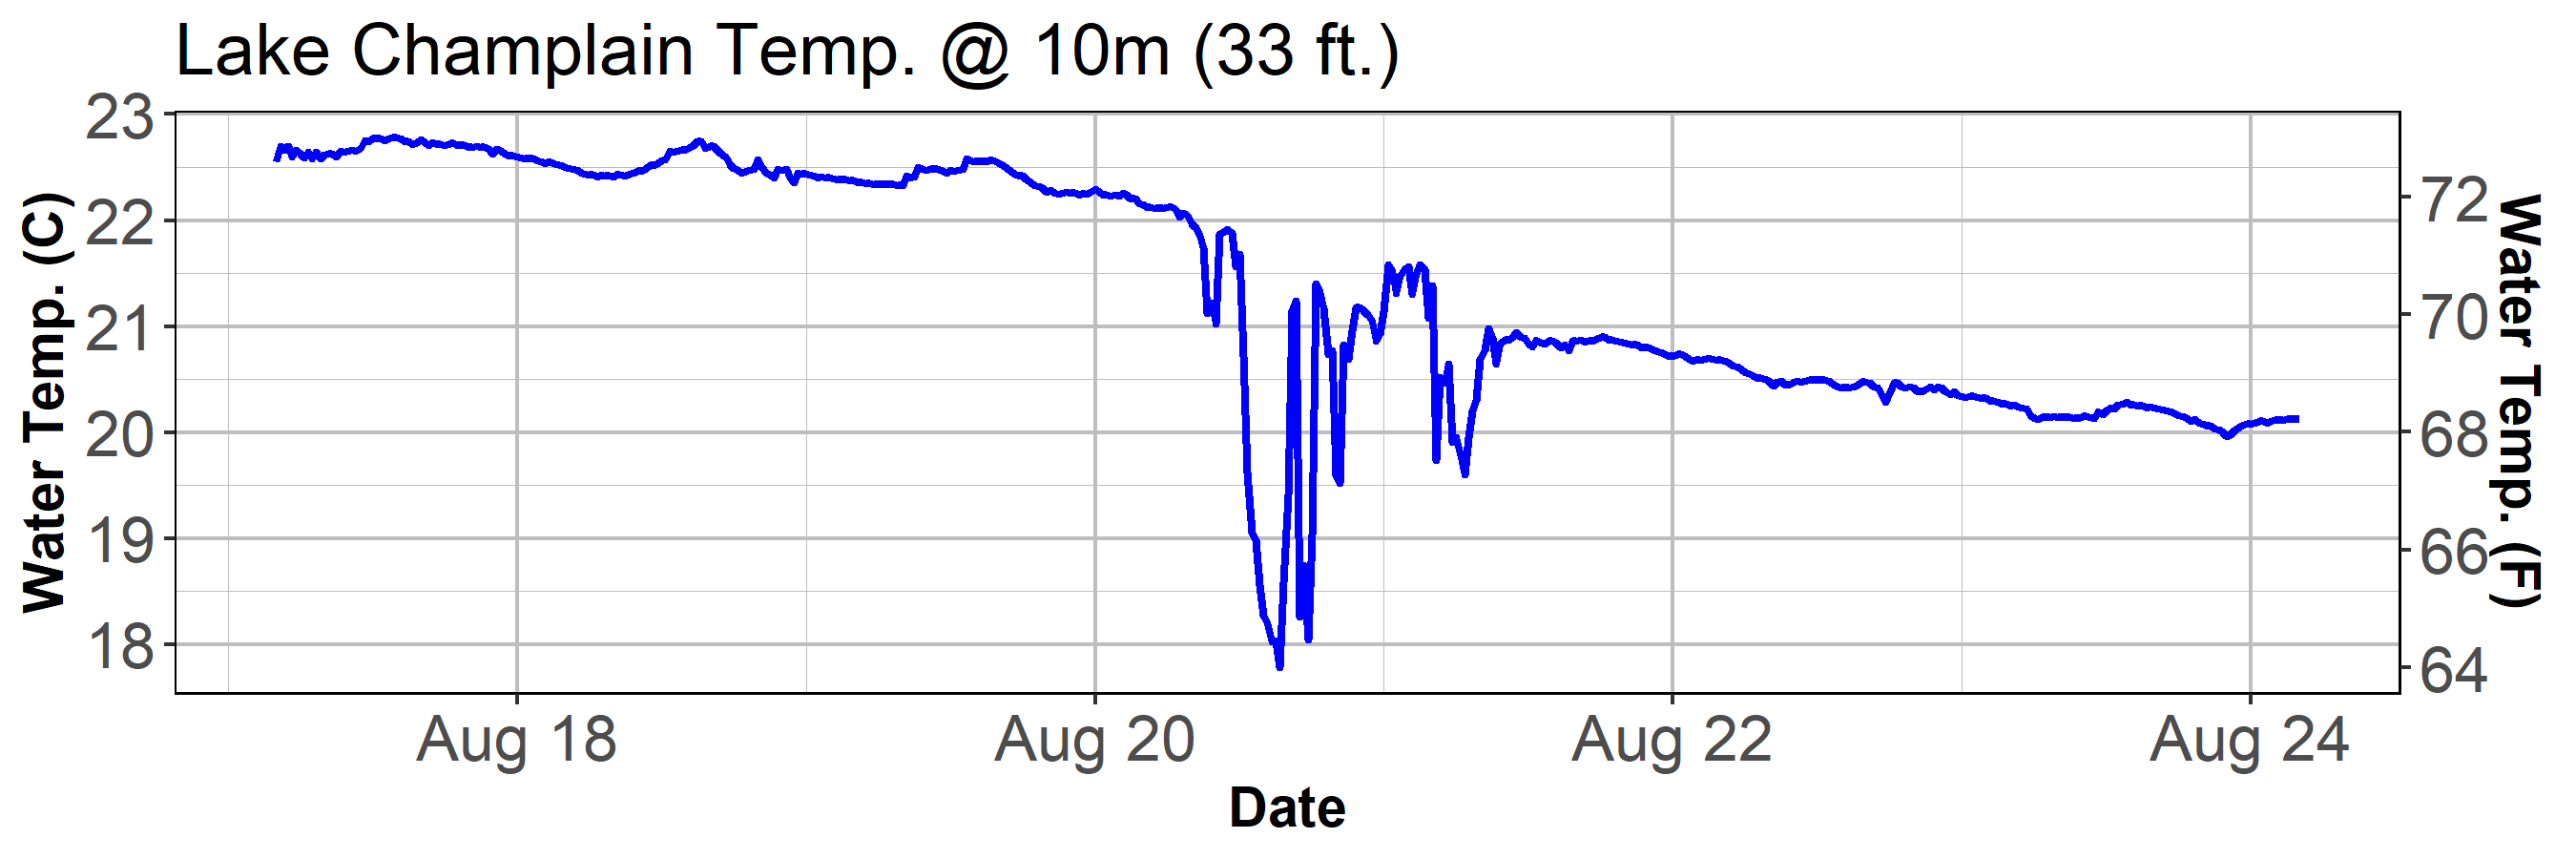 Lake Champlain Temp. @ 10m (33 ft.)
Water Temp. (C)
23
22
21
20
19
18
72
70
68
66
64
Water Temp. (F)
Aug 18
Aug 20
Aug 22
Aug 24
Date